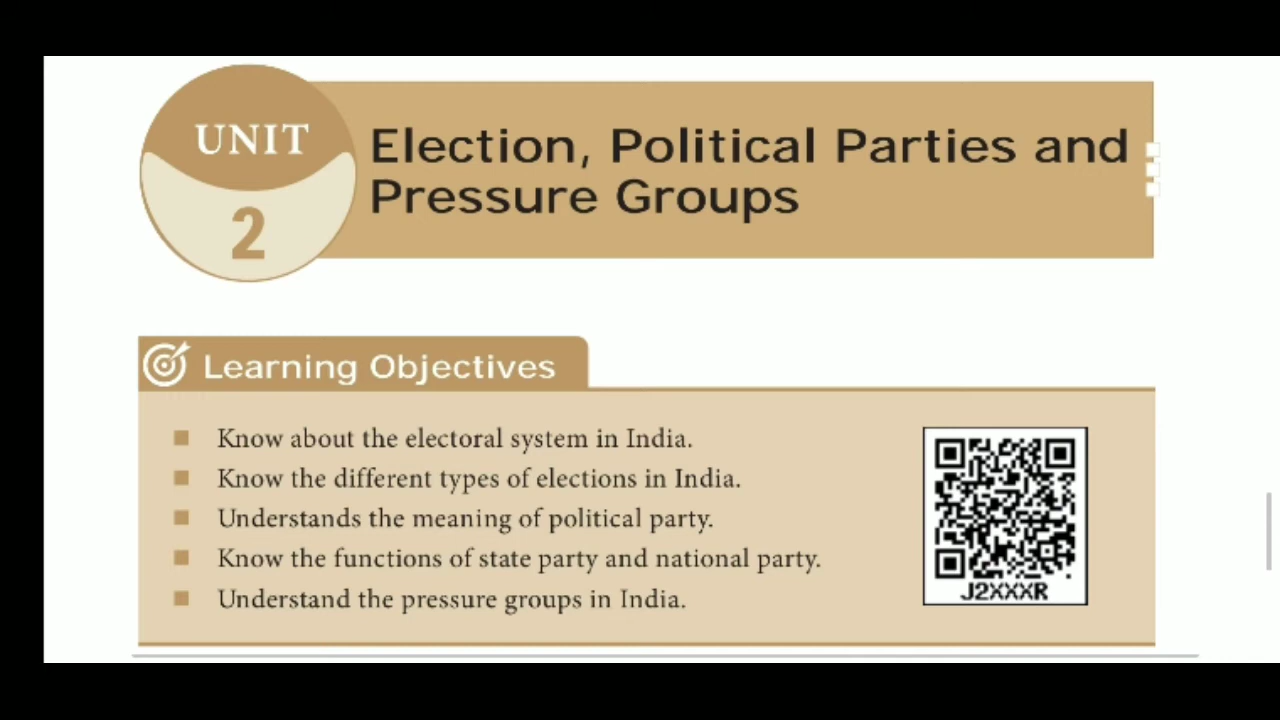 UNIT
2
Election, Political Parties and
Pressure Groups
Learning Objectives
Know about the electoral system in India.
Know the different types of elections in India.
Understands the meaning of political party.
Know the functions of state party and national party.
Understand the pressure groups in India.
J2XXXR